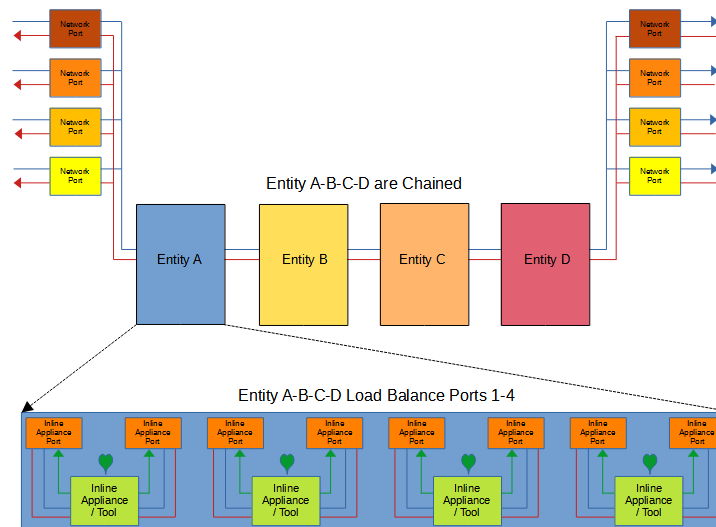 Network
Port
Network
Port
Network
Port
Network
Port
Network
Port
Network
Port
Network
Port
Network
Port
Entity A-B-C-D are Chained
Entity A
Entity B
Entity C
Entity D
Entity A-B-C-D Load Balance Ports 1-4
Inline
Appliance
Port
Inline
Appliance
Port
Inline
Appliance
Port
Inline
Appliance
Port
Inline
Appliance
Port
Inline
Appliance
Port
Inline
Appliance
Port
Inline
Appliance
Port
Inline
Appliance
/ Tool
Inline
Appliance
/ Tool
Inline
Appliance
/ Tool
Inline
Appliance
/ Tool